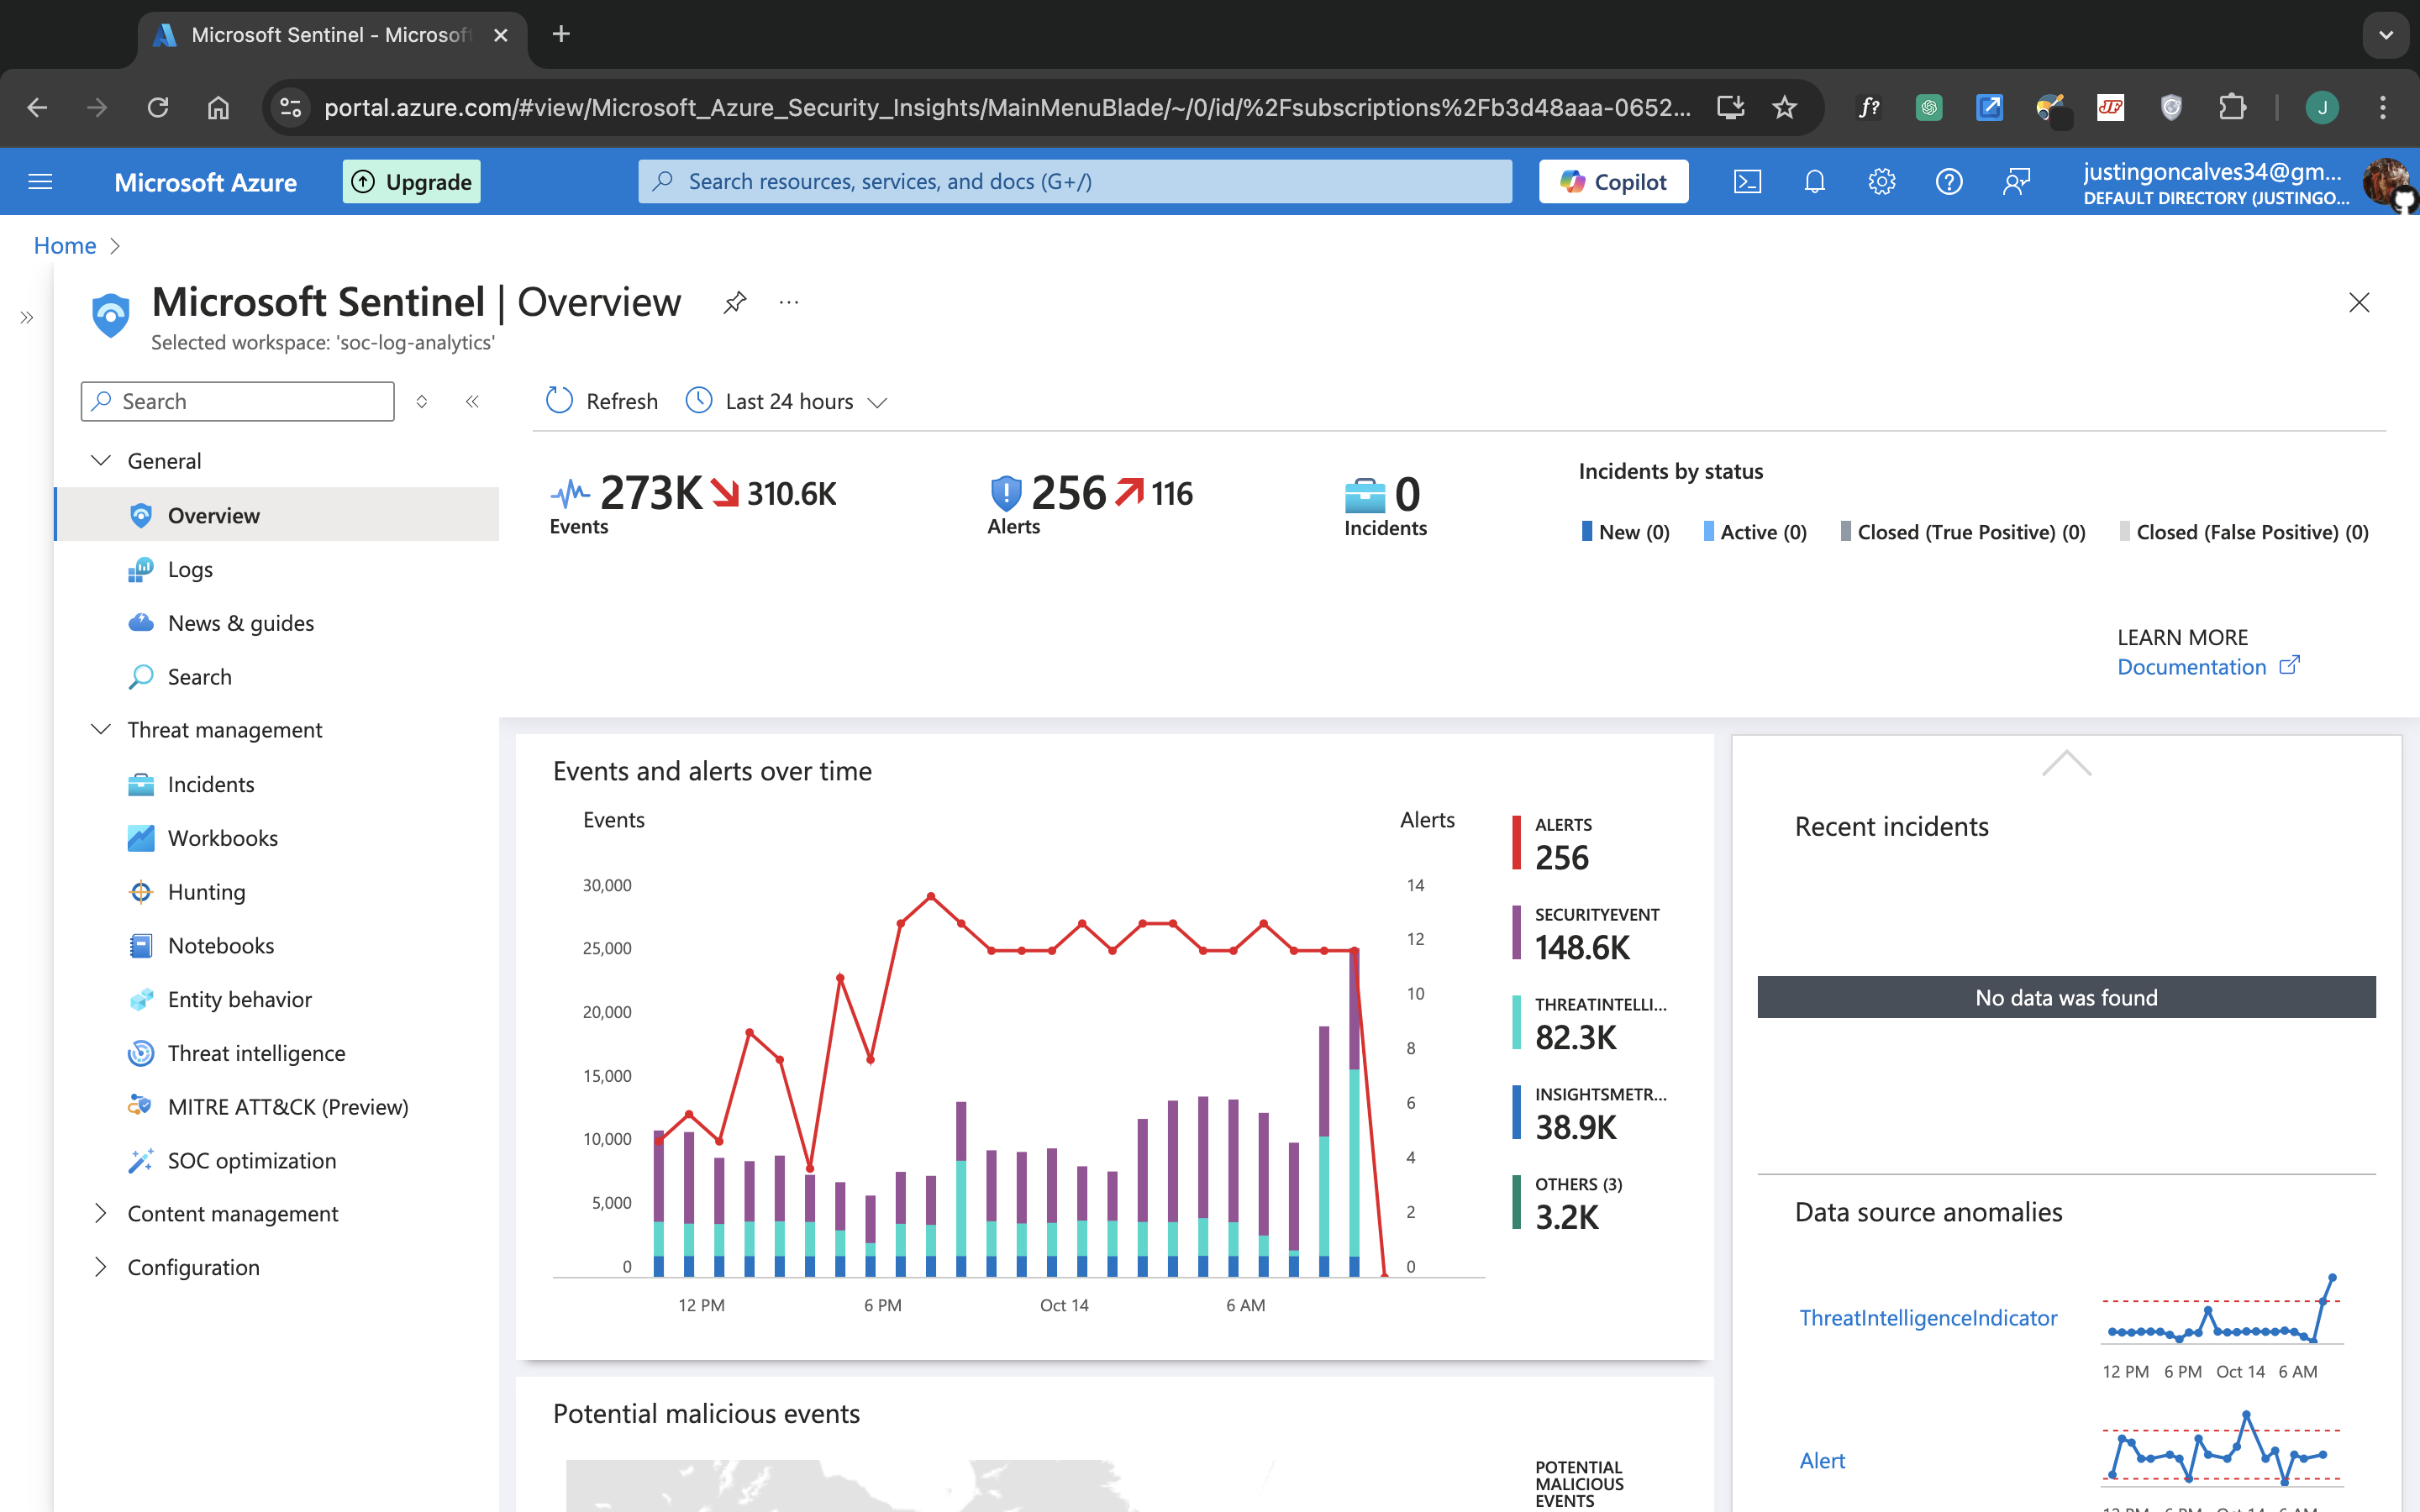 Microsoft Sentinel - Microsof
portal.azure.com/#view/Microsoft_Azure_Security_Insights/MainMenuBlade/~/0/id/%2Fsubscriptions%2Fb3d48aaa-0652...
f?
JF
J
Microsoft Azure
Upgrade
Search resources, services, and docs (G+/)
Copilot
justingoncalves34@gm...
DEFAULT DIRECTORY (JUSTINGO...
Home
Microsoft Sentinel | Overview
Selected workspace: 'soc-log-analytics'
Search
General
Overview
Logs
News & guides
Search
Threat management
Incidents
Workbooks
Hunting
Notebooks
Entity behavior
Threat intelligence
MITRE ATT&CK (Preview)
SOC optimization
Content management
Configuration
Refresh
Last 24 hours
273K 310.6K
Events
256 116
Alerts
0
Incidents
Incidents by status
New (0) Active (0) Closed (True Positive) (0) Closed (False Positive) (0)
LEARN MORE
Documentation
Events and alerts over time
Events
Alerts
30,000
25,000
20,000
15,000
10,000
5,000
0
14
12
10
8
6
4
2
0
12 PM 6 PM Oct 14 6 AM
ALERTS
256
SECURITYEVENT
148.6K
THREATINTELLI...
82.3K
INSIGHTSMETR...
38.9K
OTHERS (3)
3.2K
Potential malicious events
POTENTIAL
MALICIOUS
EVENTS
Recent incidents
No data was found
Data source anomalies
ThreatIntelligenceIndicator
12 PM 6 PM Oct 14 6 AM
Alert